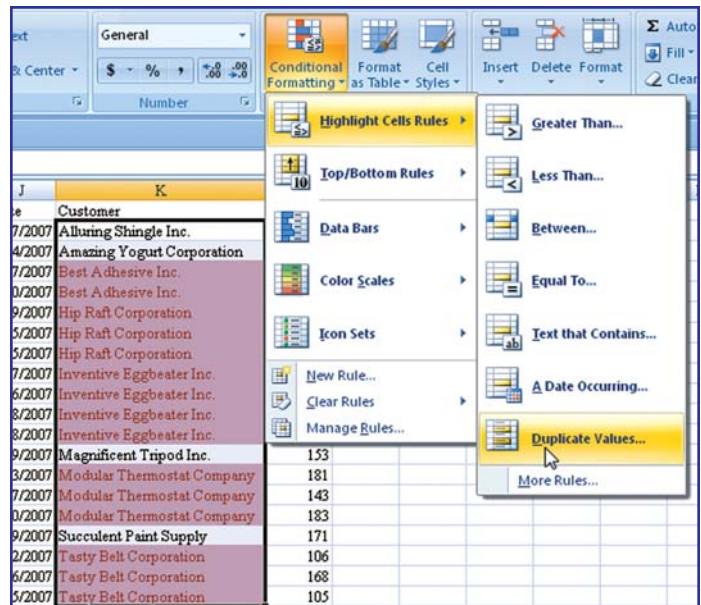 ext
General
Σ Auto
Fill
& Center
$ % , .0 .00 .00 .0
Conditional Formatting
Format as Table
Cell Styles
Insert Delete Format
Clear
Number
Highlight Cells Rules
Greater Than...
Top/Bottom Rules
Less Than...
J K
Data Bars
Between...
Color Scales
Equal To...
Icon Sets
Text that Contains...
New Rule...
A Date Occurring...
Clear Rules
Manage Rules...
Duplicate Values...
More Rules...
e Customer
7/2007 Alluring Shingle Inc.
4/2007 Amazing Yogurt Corporation
7/2007 Best Adhesive Inc.
0/2007 Best Adhesive Inc.
9/2007 Hip Raft Corporation
5/2007 Hip Raft Corporation
5/2007 Hip Raft Corporation
7/2007 Inventive Eggbeater Inc.
6/2007 Inventive Eggbeater Inc.
8/2007 Inventive Eggbeater Inc.
8/2007 Inventive Eggbeater Inc.
9/2007 Magnificent Tripod Inc. 153
3/2007 Modular Thermostat Company 181
7/2007 Modular Thermostat Company 143
0/2007 Modular Thermostat Company 183
9/2007 Succulent Paint Supply 171
2/2007 Tasty Belt Corporation 106
6/2007 Tasty Belt Corporation 168
5/2007 Tasty Belt Corporation 105